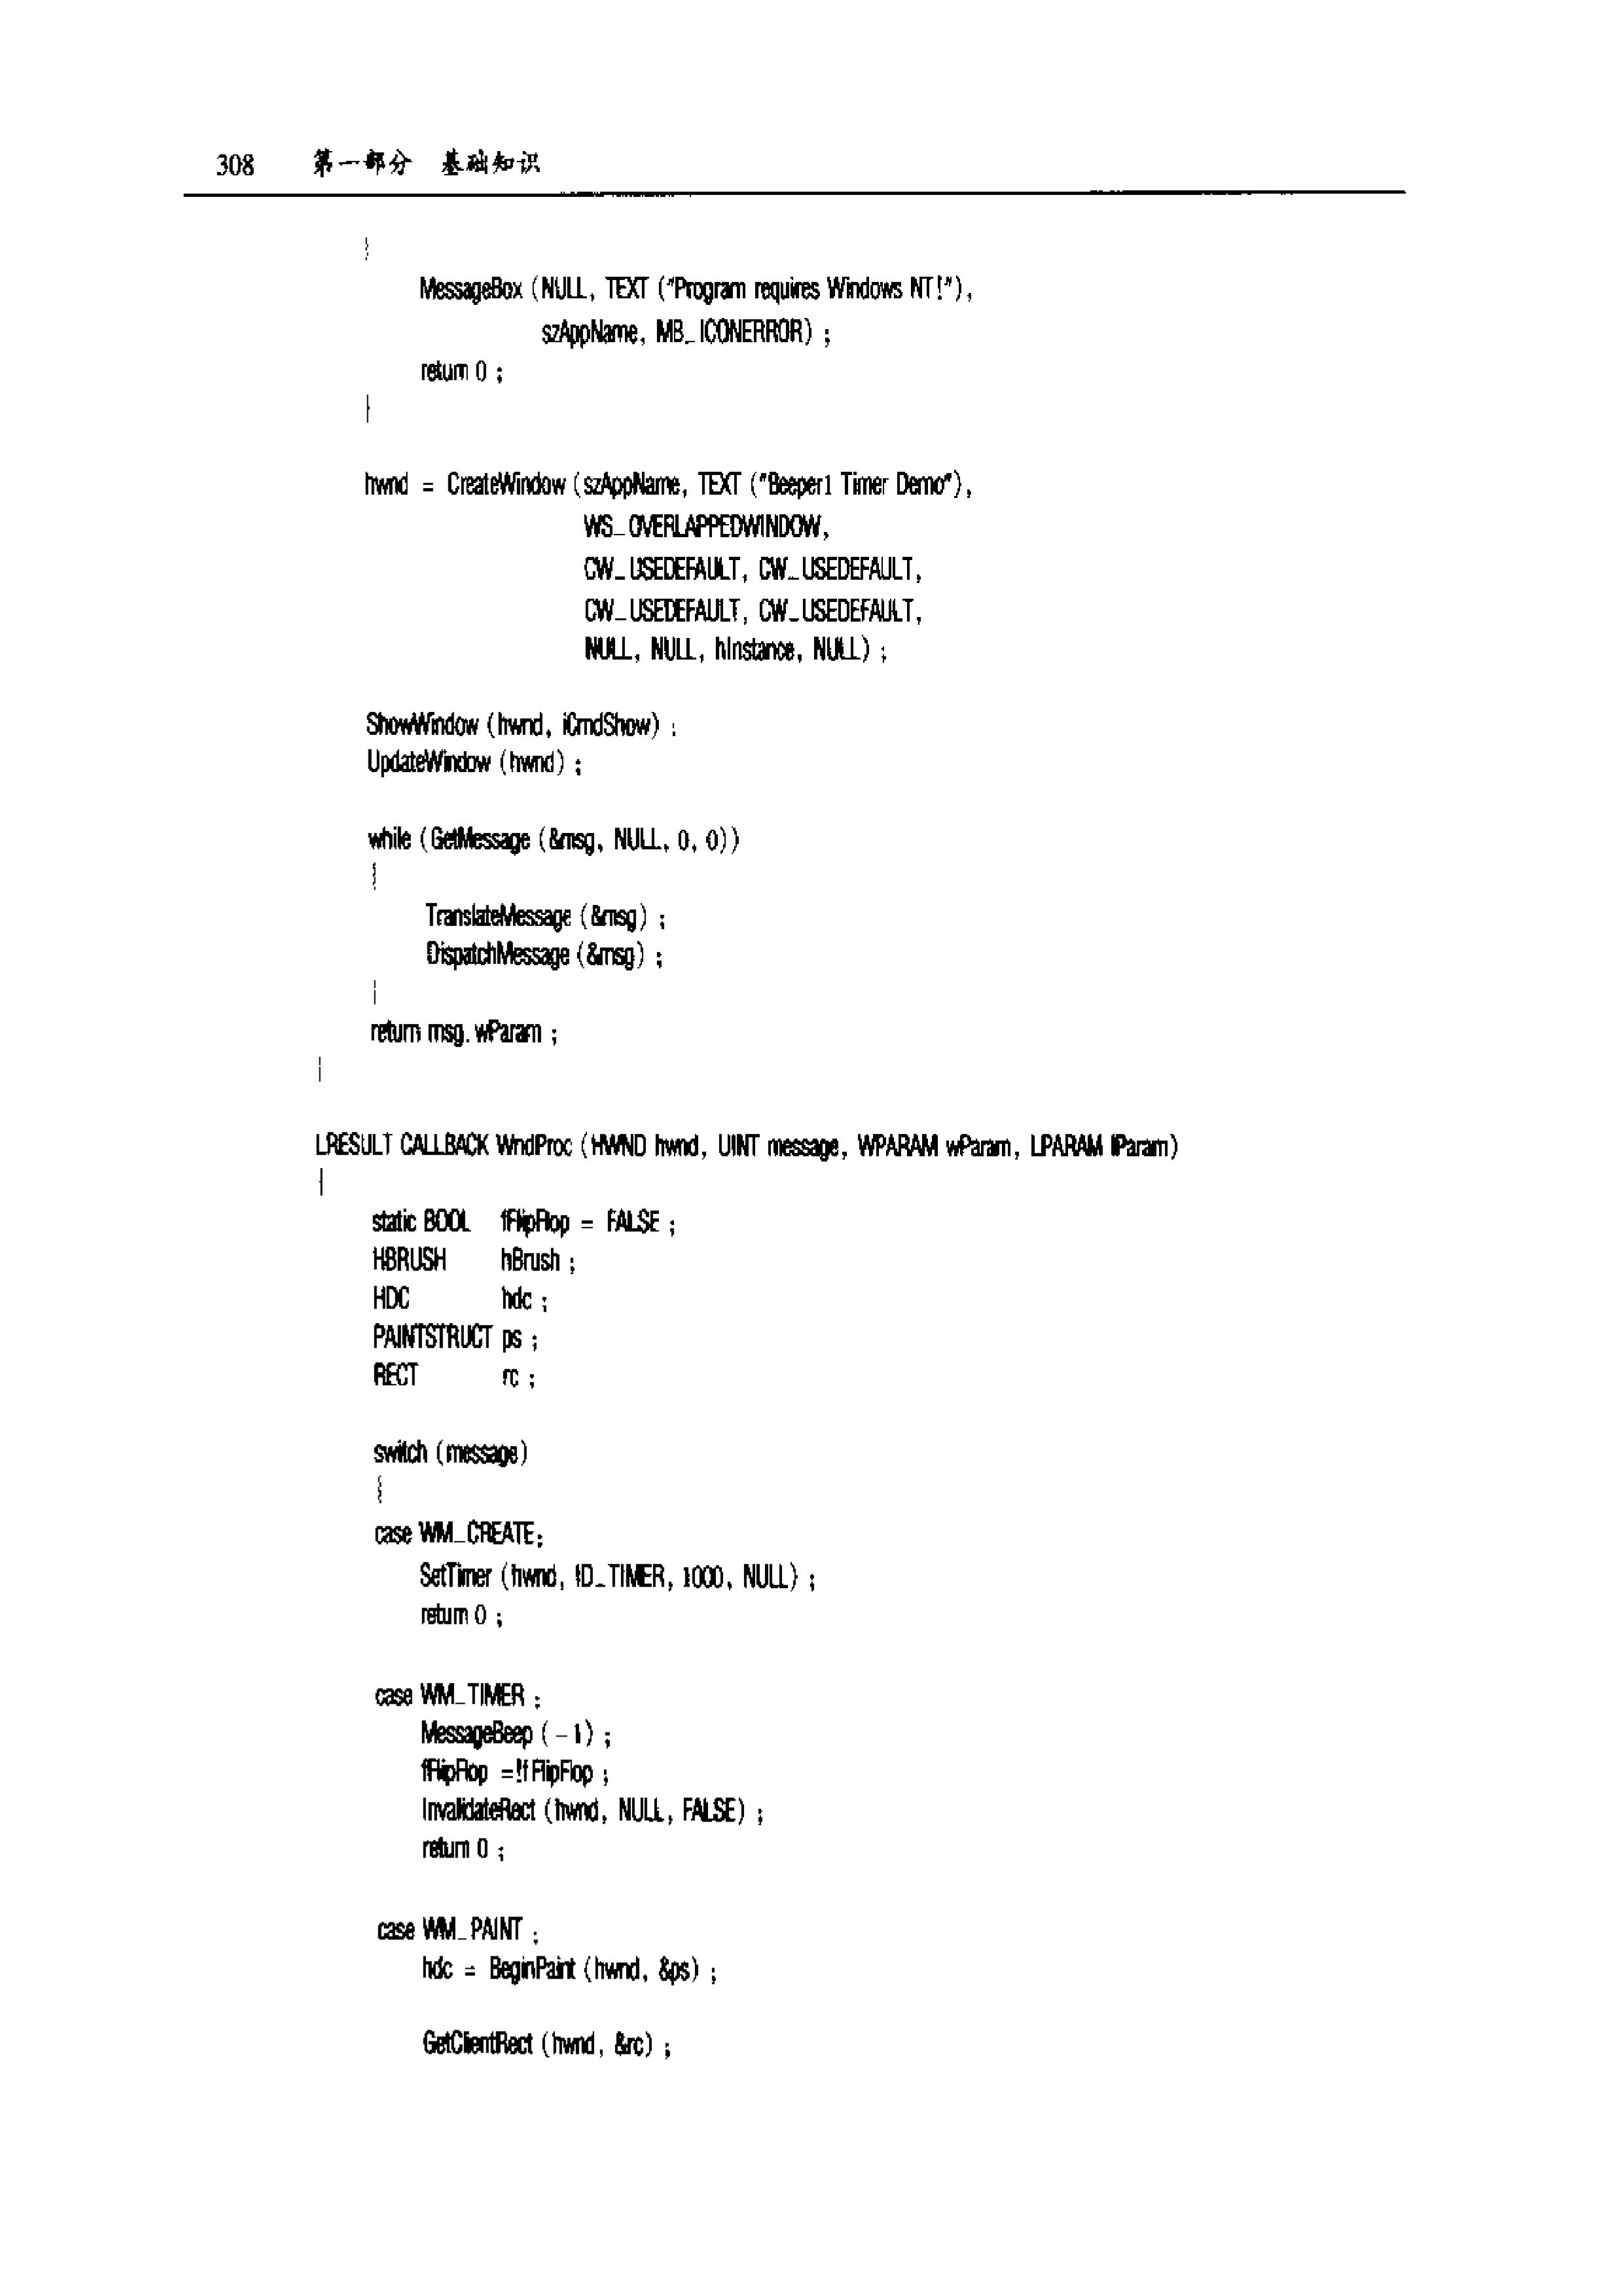 308 第一部分 基础知识
{
MessageBox (NULL, TEXT ("Program requires Windows NT!"),
szAppName, MB_ICONERROR) ;
return 0 ;
}
hwnd = CreateWindow (szAppName, TEXT ("Beeper1 Timer Demo"),
WS_OVERLAPPEDWINDOW,
CW_USEDEFAULT, CW_USEDEFAULT,
CW_USEDEFAULT, CW_USEDEFAULT,
NULL, NULL, hInstance, NULL) ;
ShowWindow (hwnd, iCmdShow) ;
UpdateWindow (hwnd) ;
while (GetMessage (&msg, NULL, 0, 0))
{
TranslateMessage (&msg) ;
DispatchMessage (&msg) ;
}
return msg.wParam ;
}
LRESULT CALLBACK WndProc (HWND hwnd, UINT message, WPARAM wParam, LPARAM lParam)
{
static BOOL fFlipFlop = FALSE ;
HBRUSH hBrush ;
HDC hdc ;
PAINTSTRUCT ps ;
RECT rc ;
switch (message)
{
case WM_CREATE:
SetTimer (hwnd, ID_TIMER, 1000, NULL) ;
return 0 ;
case WM_TIMER :
MessageBeep (-1) ;
fFlipFlop =!fFlipFlop ;
InvalidateRect (hwnd, NULL, FALSE) ;
return 0 ;
case WM_PAINT :
hdc = BeginPaint (hwnd, &ps) ;
GetClientRect (hwnd, &rc) ;